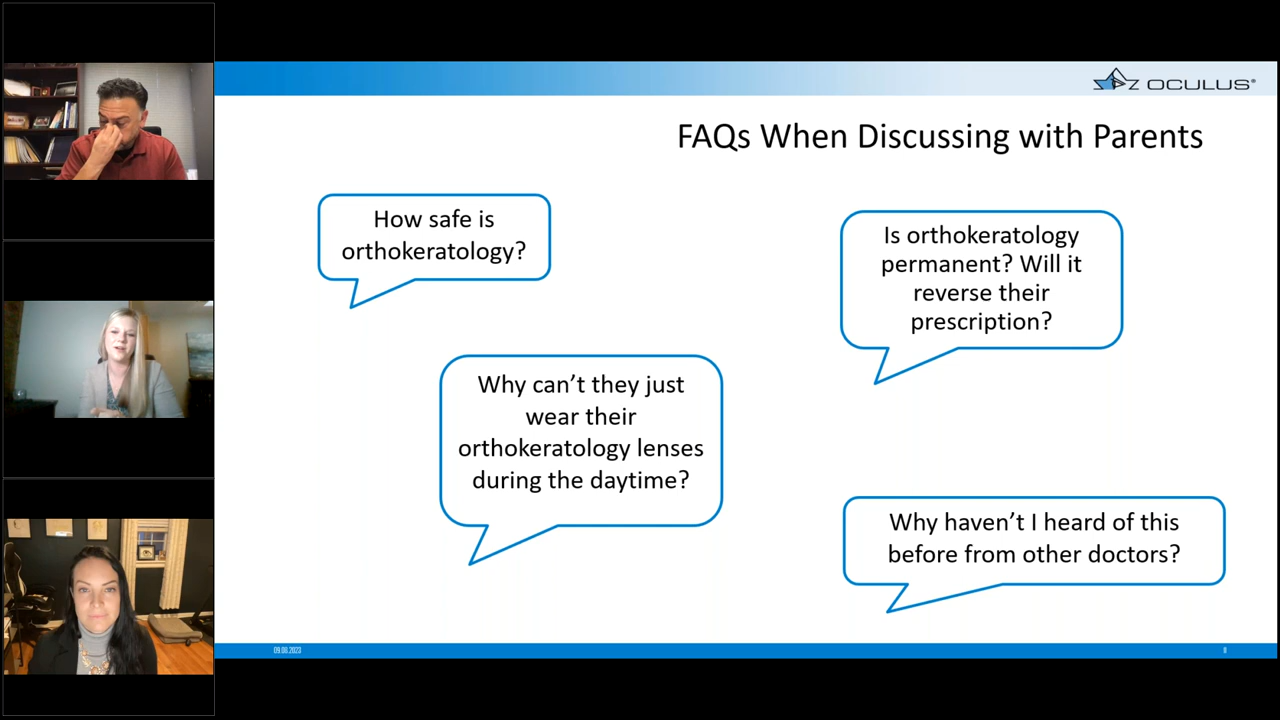 OCULUS®
FAQs When Discussing with Parents
How safe is
orthokeratology?
Is orthokeratology
permanent? Will it
reverse their
prescription?
Why can’t they just
wear their
orthokeratology lenses
during the daytime?
Why haven’t I heard of this
before from other doctors?